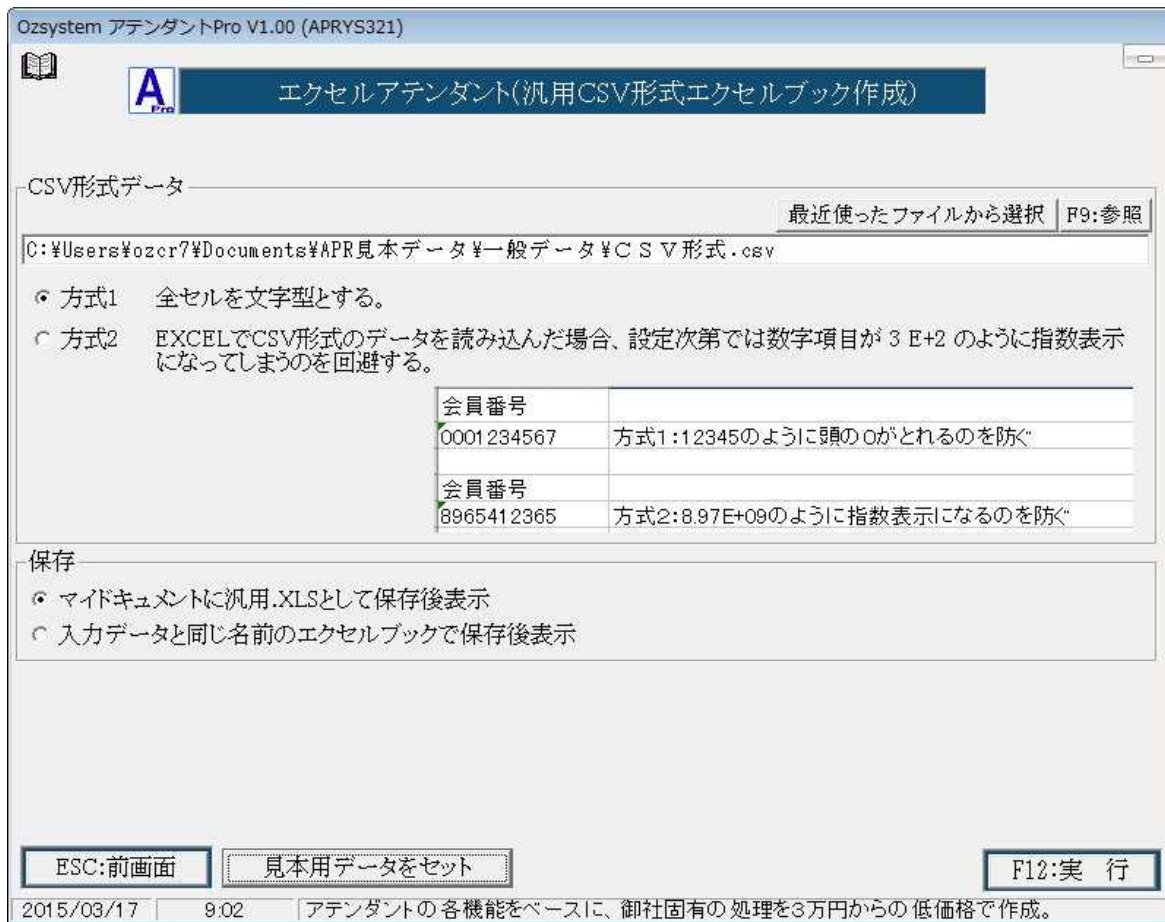 Ozsystem アテンダントPro V1.00 (APRYS321)
A Pro
エクセルアテンダント(汎用CSV形式エクセルブック作成)
CSV形式データ
最近使ったファイルから選択 F9:参照
C:¥Users¥ozcr7¥Documents¥APR見本データ¥一般データ¥ＣＳＶ形式.csv
方式1 全セルを文字型とする。
方式2 EXCELでCSV形式のデータを読み込んだ場合、設定次第では数字項目が 3 E+2 のように指数表示
になってしまうのを回避する。
会員番号
0001234567 方式1:12345のように頭の0がとれるのを防ぐ
会員番号
8965412365 方式2:8.97E+09のように指数表示になるのを防ぐ
保存
マイドキュメントに汎用.XLSとして保存後表示
入力データと同じ名前のエクセルブックで保存後表示
ESC:前画面 見本用データをセット F12:実　行
2015/03/17 9:02 アテンダントの各機能をベースに、御社固有の処理を3万円からの低価格で作成。